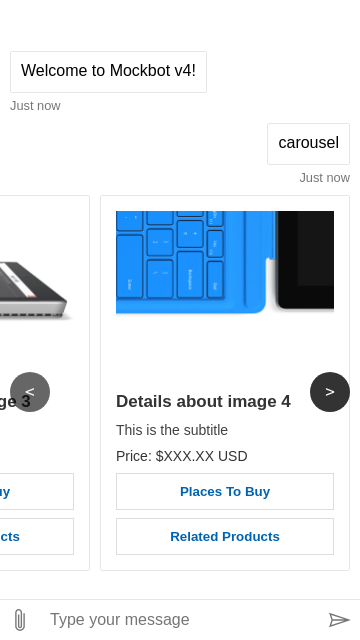 Welcome to Mockbot v4!
Just now
carousel
Just now
ge 3
uy
cts
<
Details about image 4
This is the subtitle
Price: $XXX.XX USD
Places To Buy
Related Products
>
Type your message